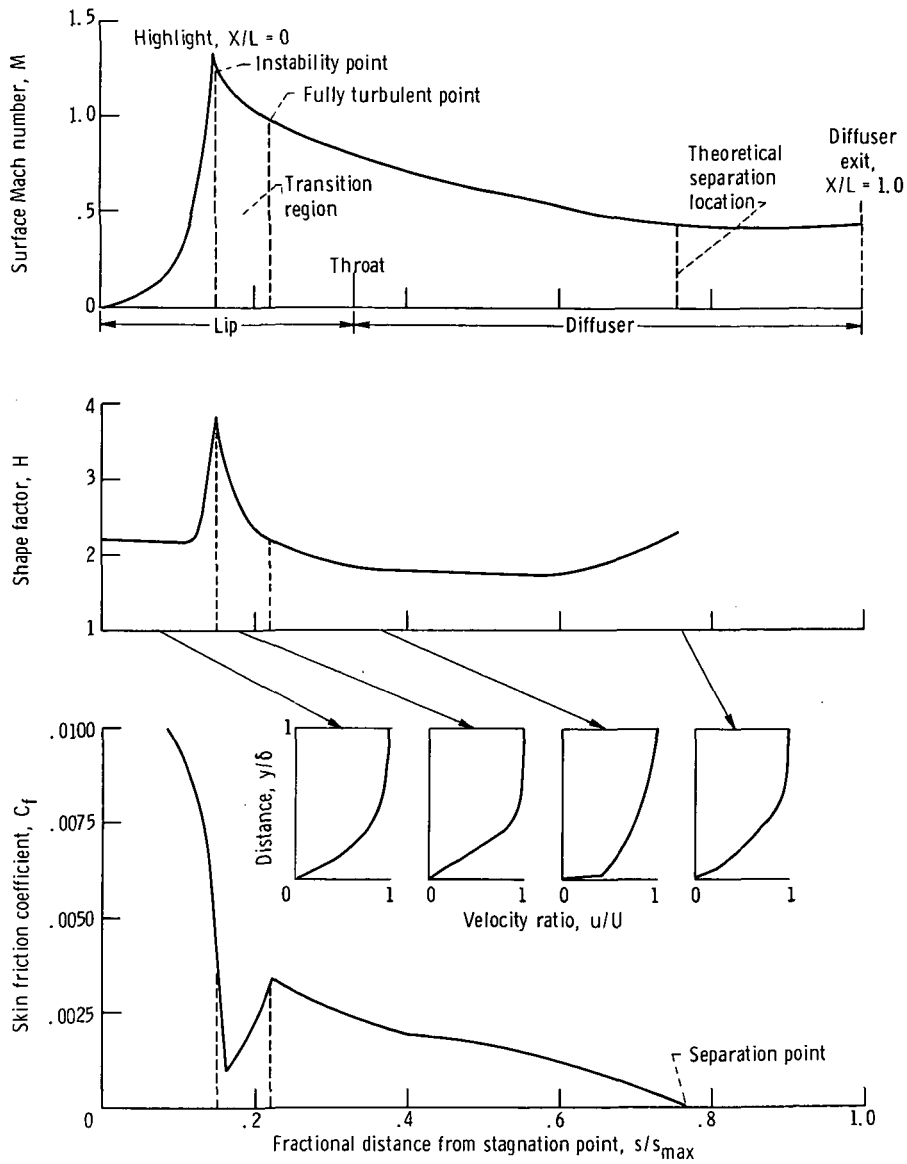 1.5
Highlight, X/L = 0
Instability point
1.0
Fully turbulent point
Theoretical
separation
location
Diffuser
exit,
X/L = 1.0
Transition
region
.5
Throat
0
Surface Mach number, M
Lip
Diffuser
4
3
2
1
Shape factor, H
.0100
.0075
.0050
.0025
0
Skin friction coefficient, Cf
1
Distance, y/δ
0 1 0 1 0 1 0 1
Velocity ratio, u/U
Separation point
.2 .4 .6 .8 1.0
Fractional distance from stagnation point, s/smax